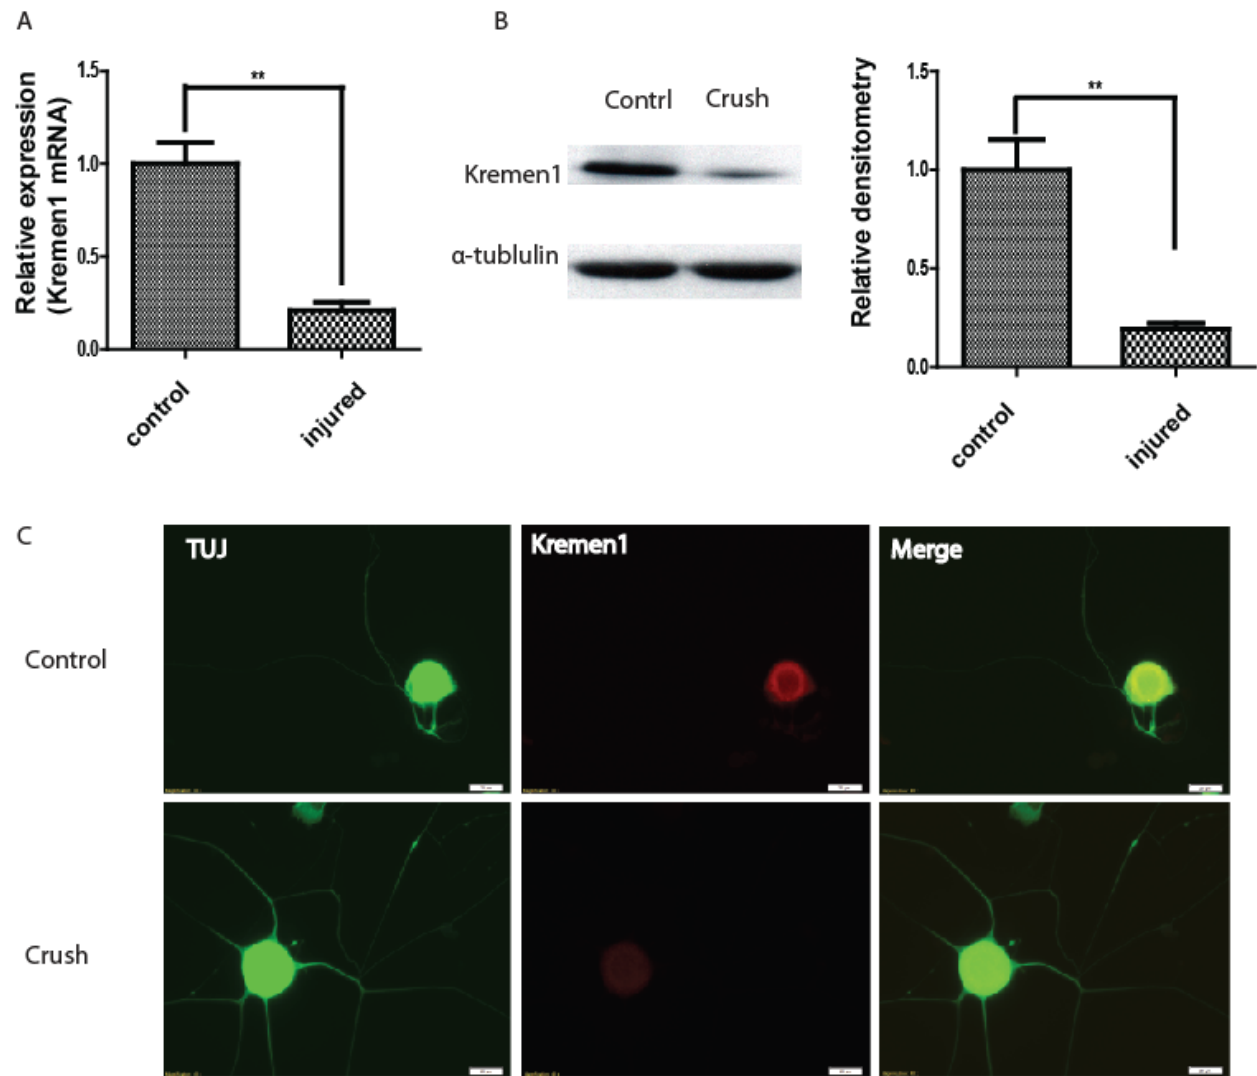 A
Relative expression
(Kremen1 mRNA)
1.5
1.0
0.5
0.0
**
control
injured
B
Contrl
Crush
Kremen1
α-tublulin
Relative densitometry
1.5
1.0
0.5
0.0
**
control
injured
C
TUJ
Kremen1
Merge
Control
Crush